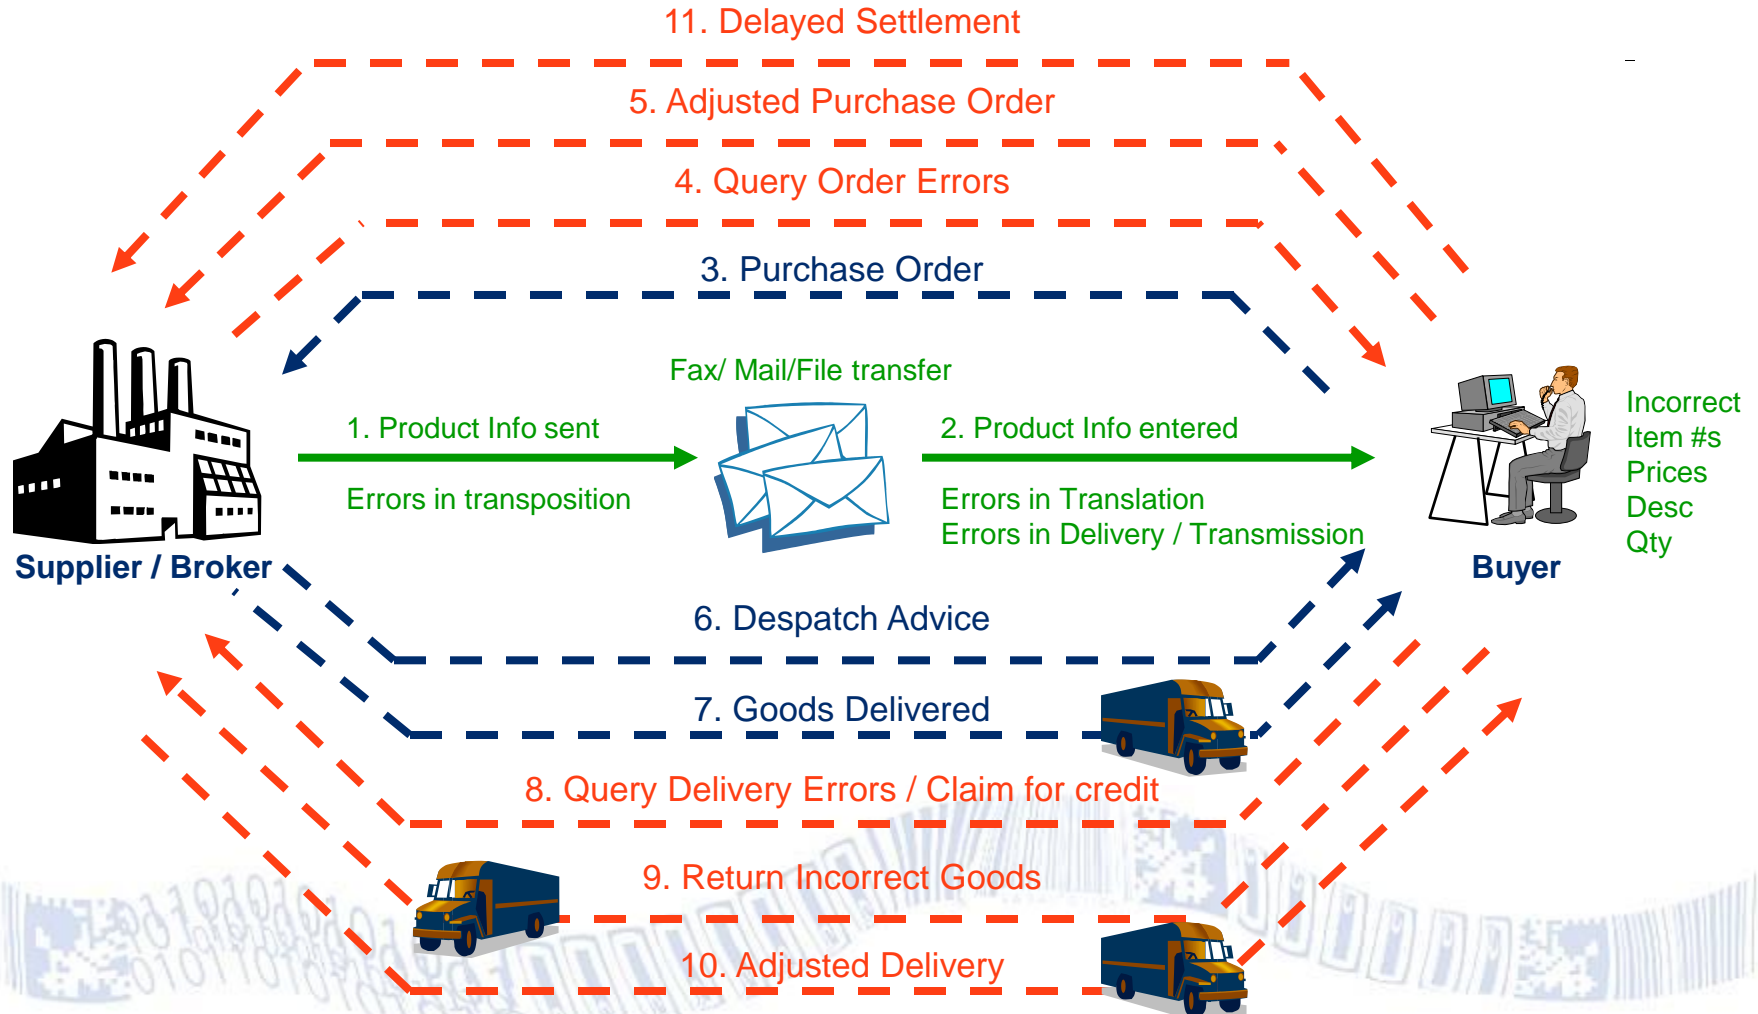 11. Delayed Settlement
5. Adjusted Purchase Order
4. Query Order Errors
3. Purchase Order
Fax/ Mail/File transfer
1. Product Info sent
Errors in transposition
2. Product Info entered
Errors in Translation
Errors in Delivery / Transmission
Incorrect
Item #s
Prices
Desc
Qty
Supplier / Broker
Buyer
6. Despatch Advice
7. Goods Delivered
8. Query Delivery Errors / Claim for credit
9. Return Incorrect Goods
10. Adjusted Delivery